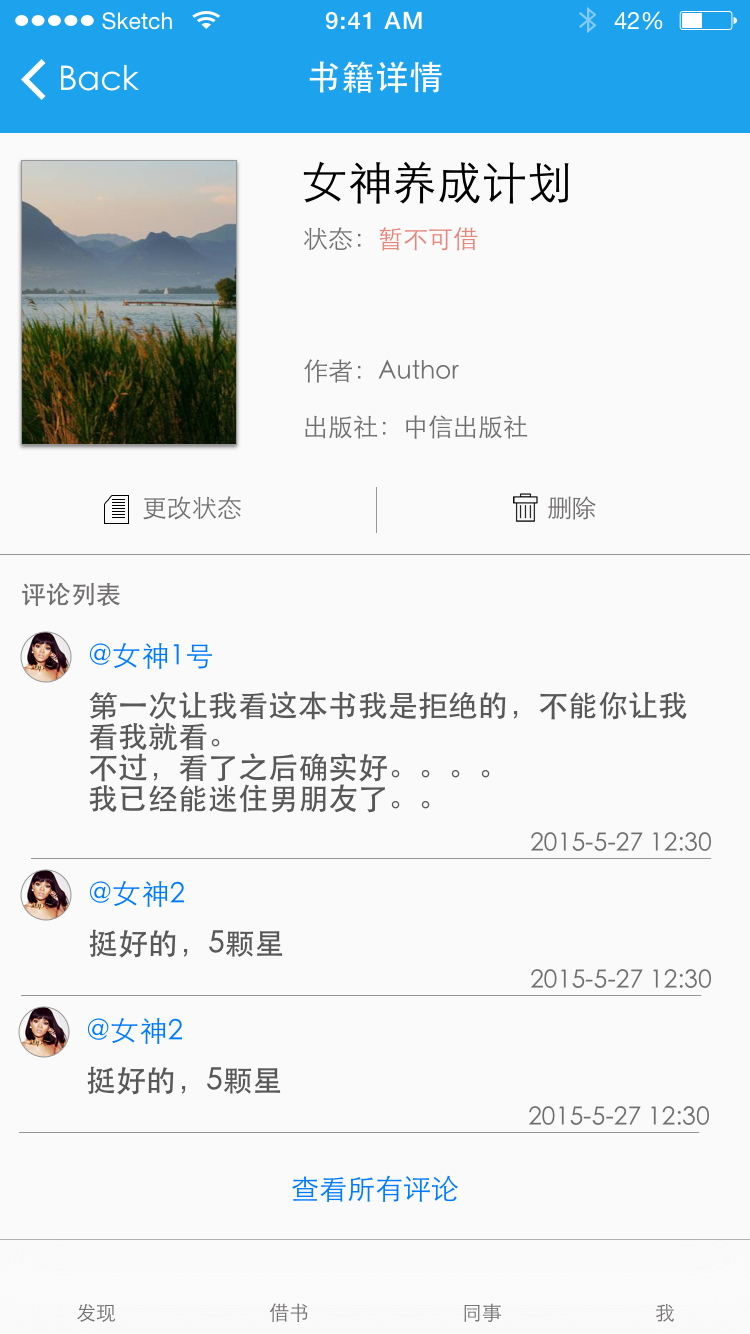 Sketch 9:41 AM 42%
Back 书籍详情
女神养成计划
状态：暂不可借
作者：Author
出版社：中信出版社
更改状态 删除
评论列表
@女神1号
第一次让我看这本书我是拒绝的，不能你让我
看我就看。
不过，看了之后确实好。。。。
我已经能迷住男朋友了。。
2015-5-27 12:30
@女神2
挺好的，5颗星
2015-5-27 12:30
@女神2
挺好的，5颗星
2015-5-27 12:30
查看所有评论
发现 借书 同事 我